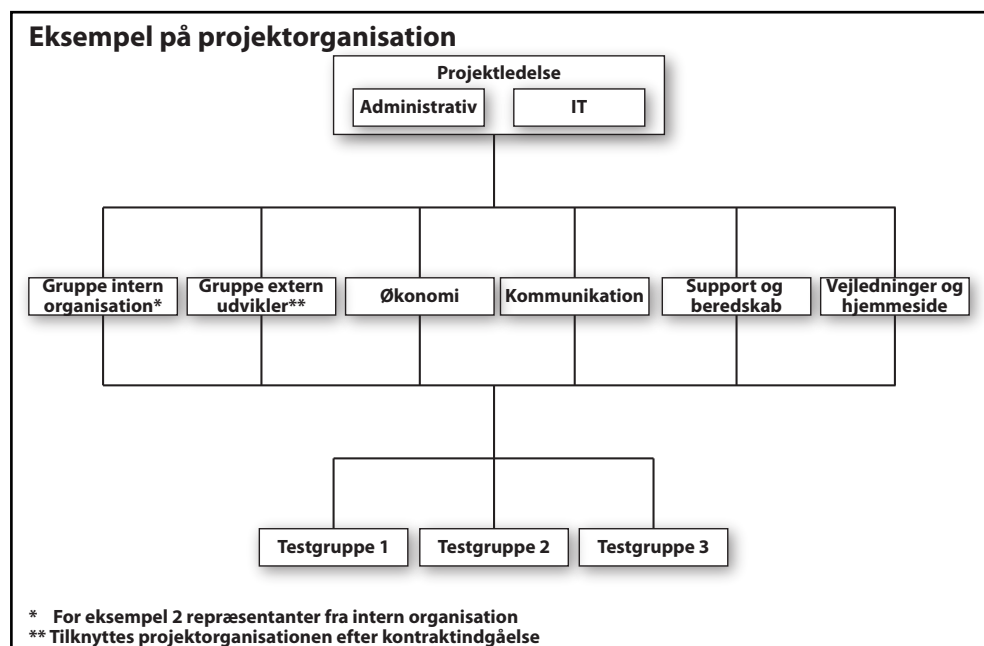 Eksempel på projektorganisation
Projektledelse
Administrativ
IT
Gruppe intern
organisation*
Gruppe extern
udvikler**
Økonomi
Kommunikation
Support og
beredskab
Vejledninger og
hjemmeside
Testgruppe 1
Testgruppe 2
Testgruppe 3
* For eksempel 2 repræsentanter fra intern organisation
** Tilknyttes projektorganisationen efter kontraktindgåelse